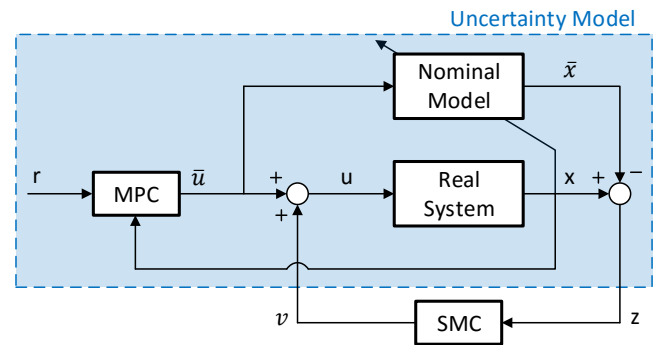 Uncertainty Model
Nominal
Model
x̄
r
MPC
ū
+
+
u
Real
System
x
+
−
v
SMC
z